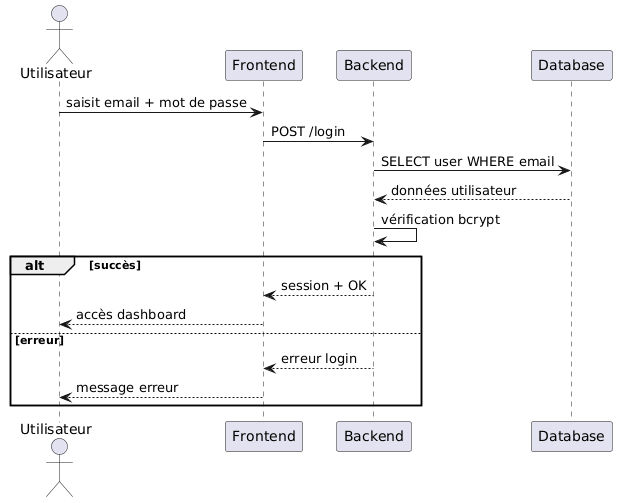 Utilisateur
Frontend
Backend
Database
saisit email + mot de passe
POST /login
SELECT user WHERE email
données utilisateur
vérification bcrypt
alt [succès]
session + OK
accès dashboard
[erreur]
erreur login
message erreur
Utilisateur
Frontend
Backend
Database